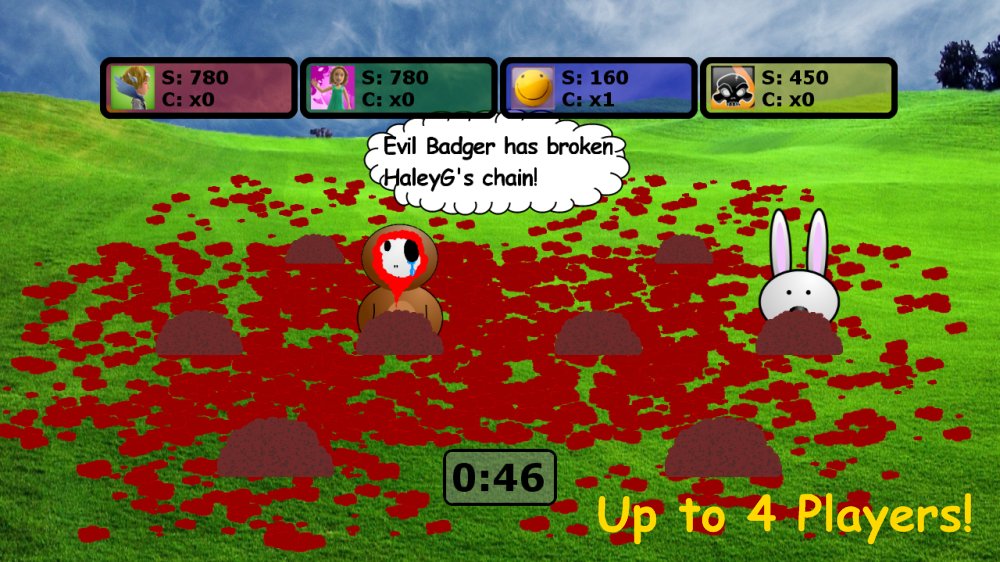 S: 780
C: x0
S: 780
C: x0
S: 160
C: x1
S: 450
C: x0
Evil Badger has broken
HaleyG's chain!
0:46
Up to 4 Players!